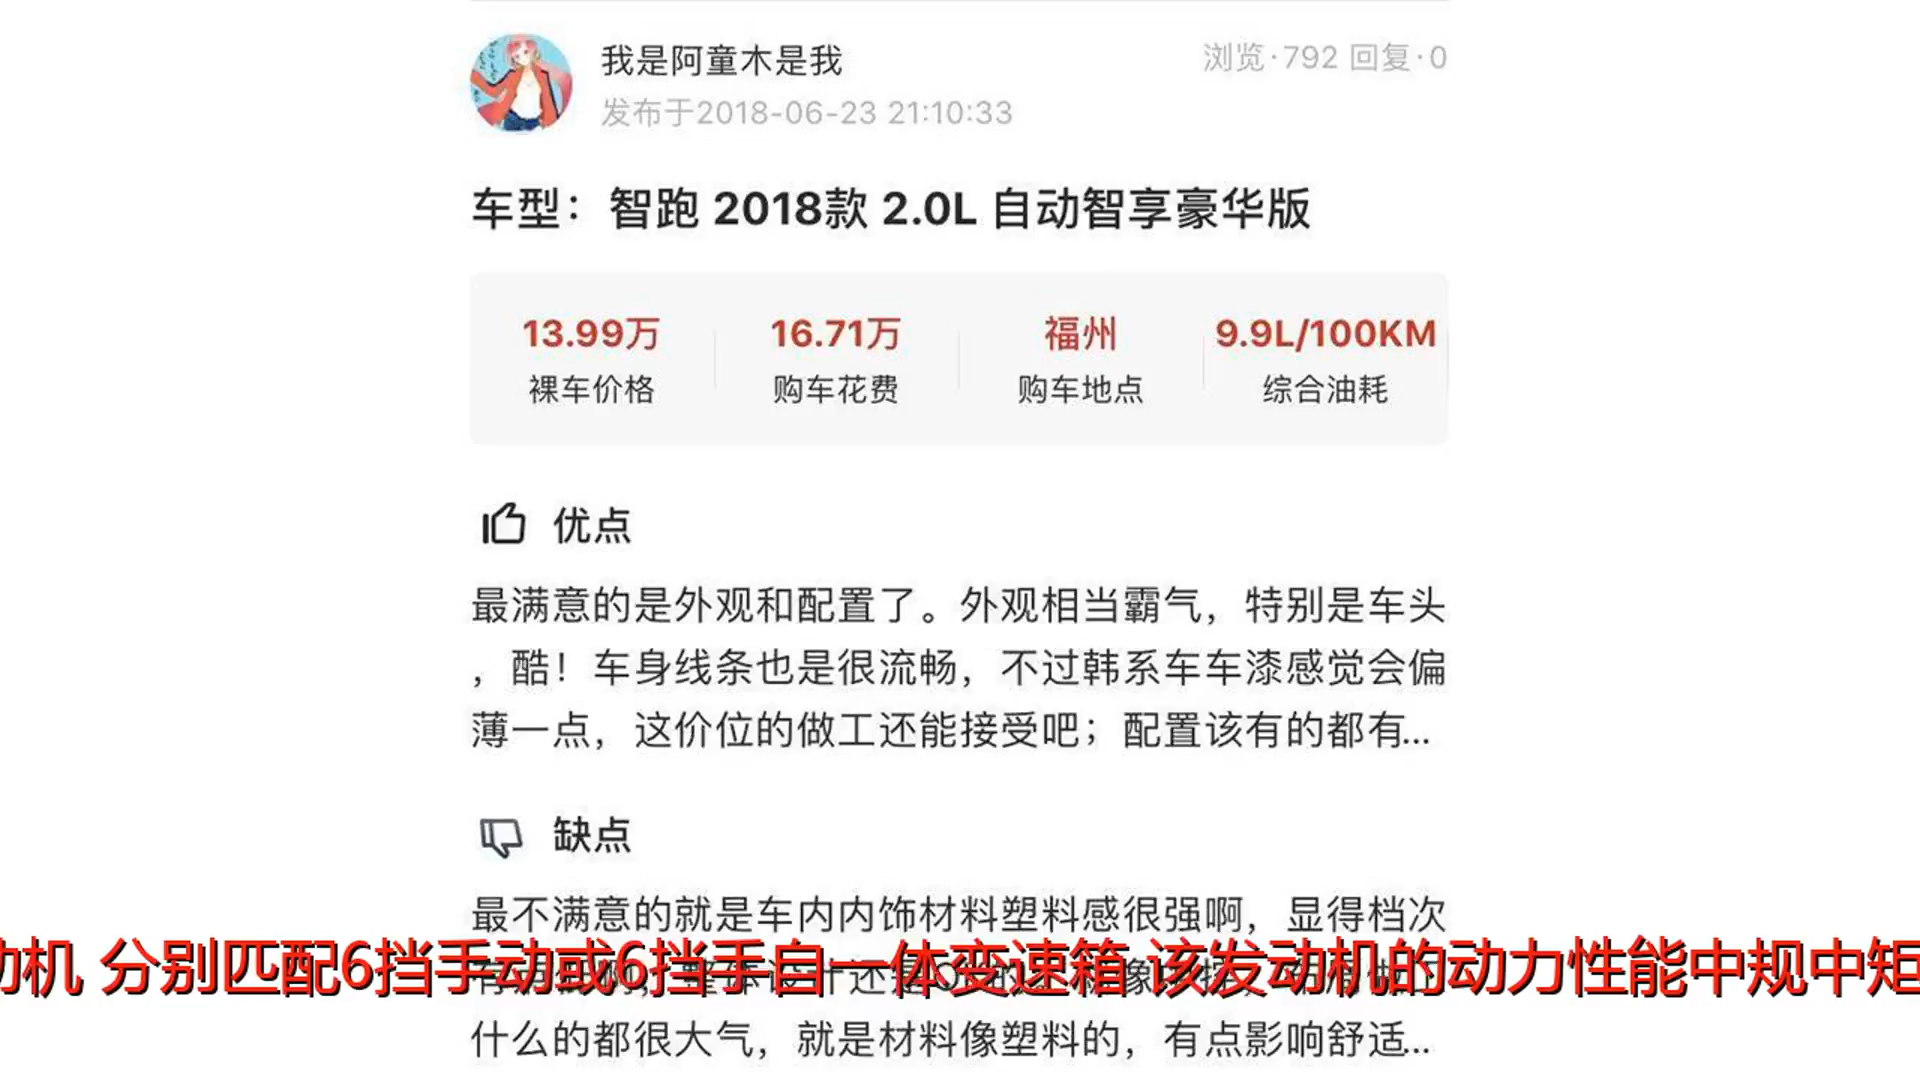 我是阿童木是我
浏览·792 回复·0
发布于2018-06-23 21:10:33
车型：智跑 2018款 2.0L 自动智享豪华版
13.99万 16.71万 福州 9.9L/100KM
裸车价格 购车花费 购车地点 综合油耗
优点
最满意的是外观和配置了。外观相当霸气，特别是车头
，酷！车身线条也是很流畅，不过韩系车车漆感觉会偏
薄一点，这价位的做工还能接受吧；配置该有的都有...
缺点
最不满意的就是车内内饰材料塑料感很强啊，显得档次
动机 分别匹配6挡手动或6挡手自一体变速箱 该发动机的动力性能中规中矩
什么的都很大气，就是材料像塑料的，有点影响舒适...